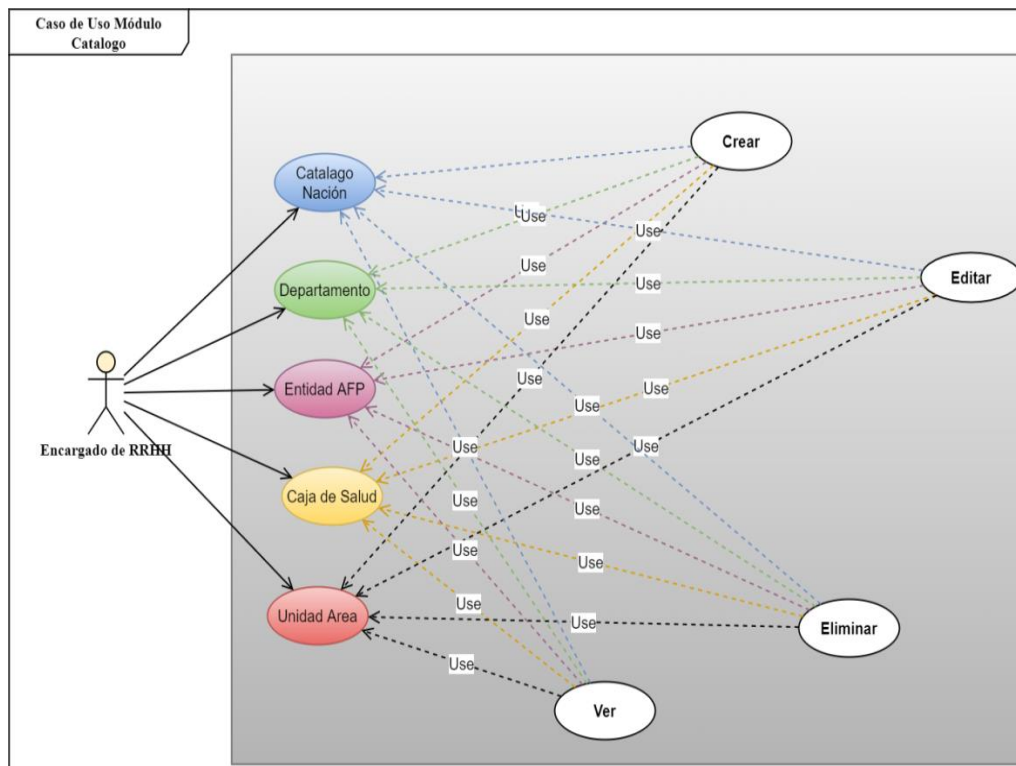 Caso de Uso Módulo
Catalogo
Crear
Catalago
Nación
Use
Use
Use
Editar
Use
Departamento
Use
Use
Use
Use
Entidad AFP
Encargado de RRHH
Use
Use
Use
Use
Use
Caja de Salud
Use
Use
Use
Use
Use
Use
Unidad Area
Use
Eliminar
Use
Ver